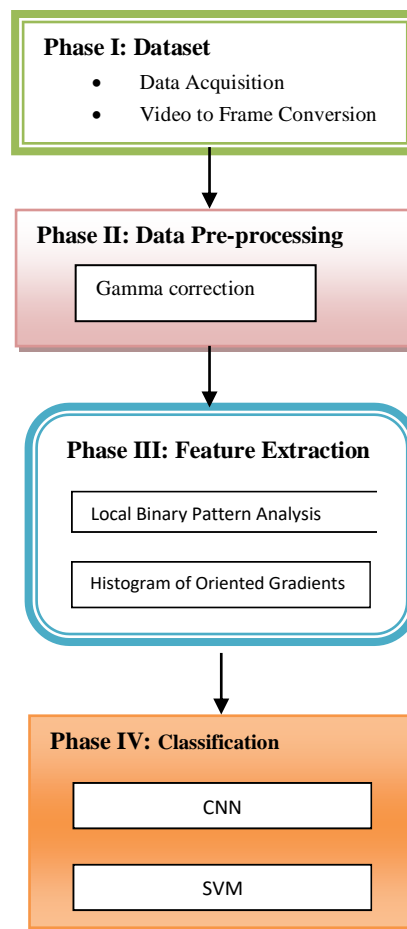 Phase I: Dataset
• Data Acquisition
• Video to Frame Conversion
Phase II: Data Pre-processing
Gamma correction
Phase III: Feature Extraction
Local Binary Pattern Analysis
Histogram of Oriented Gradients
Phase IV: Classification
CNN
SVM